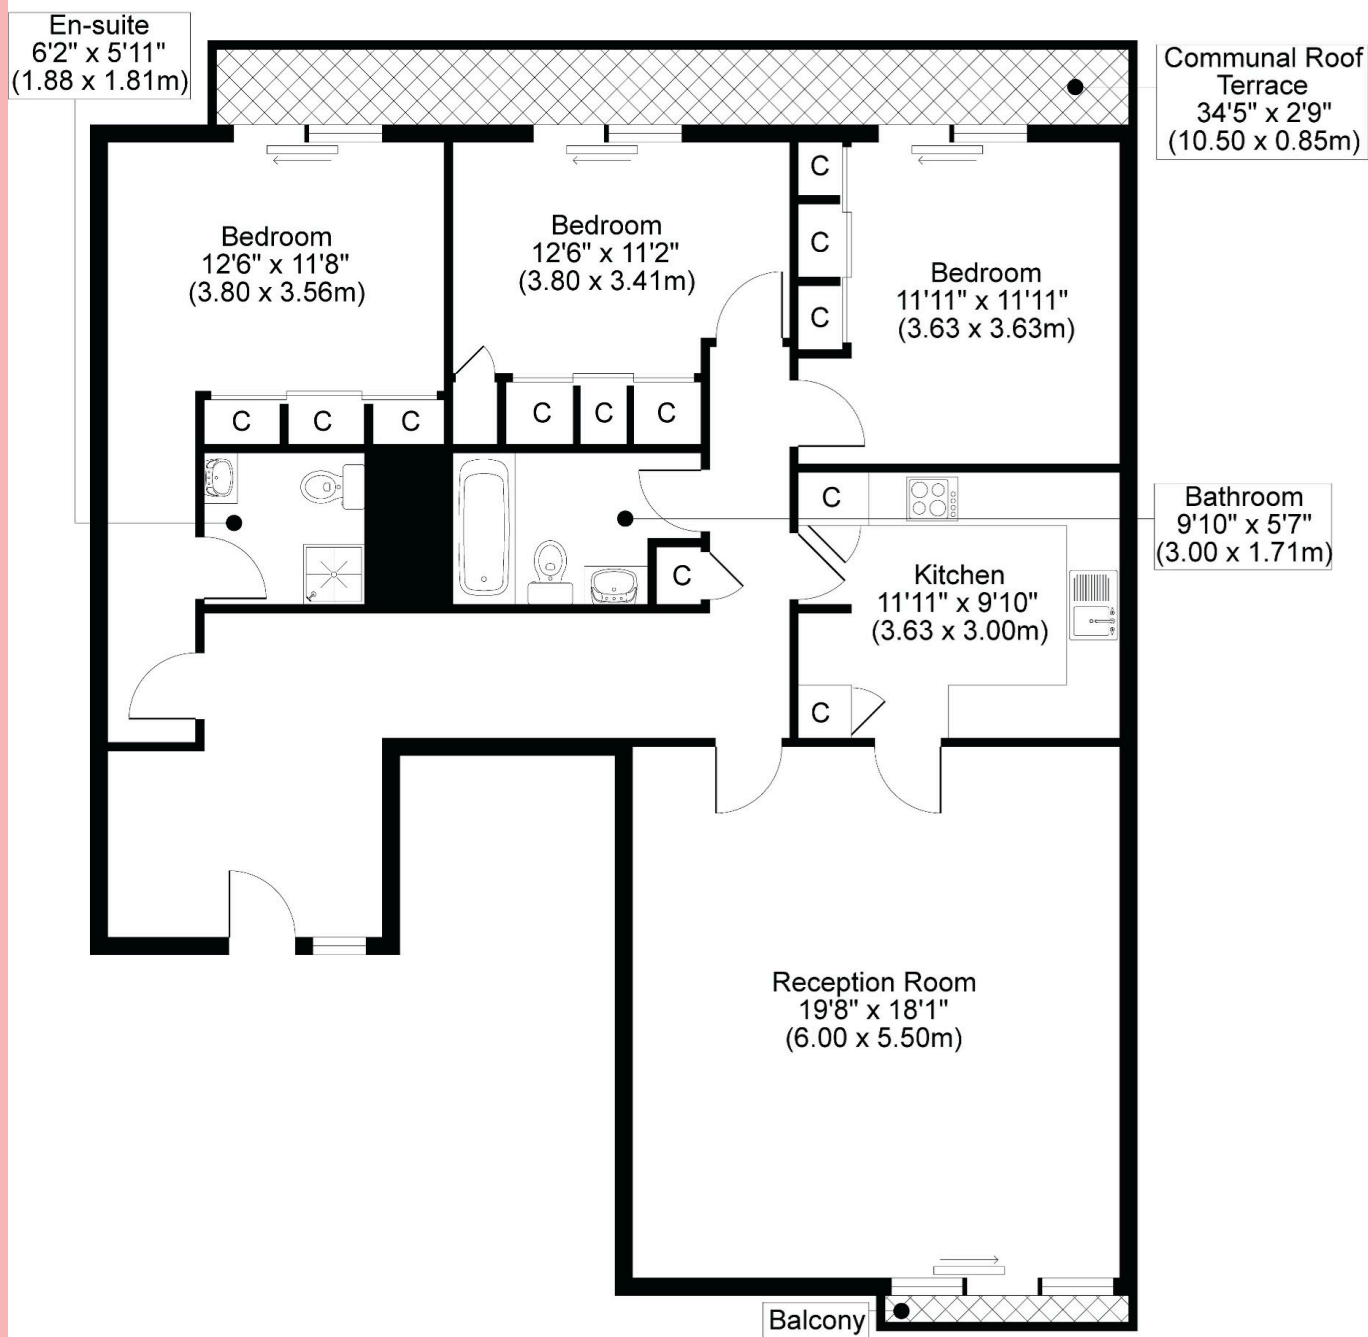 En-suite
6'2" x 5'11"
(1.88 x 1.81m)
Communal Roof
Terrace
34'5" x 2'9"
(10.50 x 0.85m)
Bedroom
12'6" x 11'8"
(3.80 x 3.56m)
Bedroom
12'6" x 11'2"
(3.80 x 3.41m)
C
C
C
Bedroom
11'11" x 11'11"
(3.63 x 3.63m)
C
C
C
C
C
C
C
Bathroom
9'10" x 5'7"
(3.00 x 1.71m)
C
Kitchen
11'11" x 9'10"
(3.63 x 3.00m)
C
Reception Room
19'8" x 18'1"
(6.00 x 5.50m)
Balcony